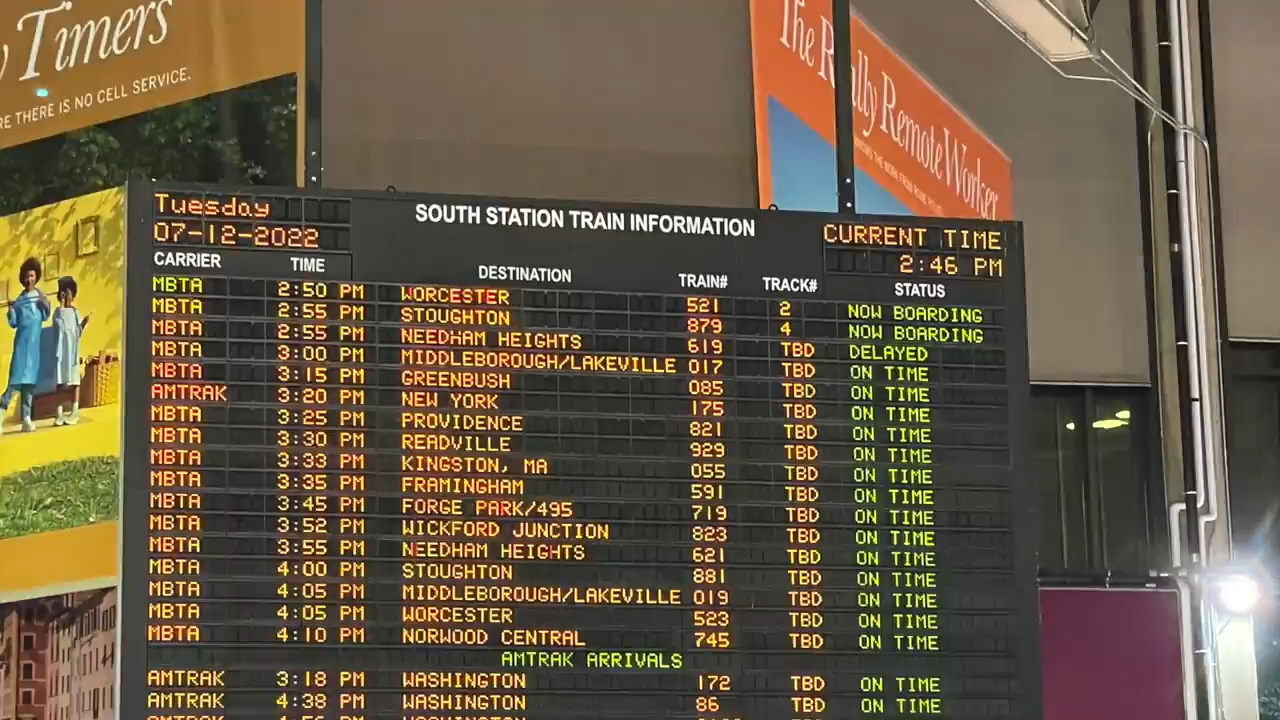 y Timers
RE THERE IS NO CELL SERVICE.
The Really Remote Worker
Tuesday
07-12-2022
SOUTH STATION TRAIN INFORMATION
CURRENT TIME
2:46 PM
CARRIER TIME DESTINATION TRAIN# TRACK# STATUS
MBTA 2:50 PM WORCESTER 521 2 NOW BOARDING
MBTA 2:55 PM STOUGHTON 879 4 NOW BOARDING
MBTA 2:55 PM NEEDHAM HEIGHTS 619 TBD DELAYED
MBTA 3:00 PM MIDDLEBOROUGH/LAKEVILLE 017 TBD ON TIME
MBTA 3:15 PM GREENBUSH 085 TBD ON TIME
AMTRAK 3:20 PM NEW YORK 175 TBD ON TIME
MBTA 3:25 PM PROVIDENCE 821 TBD ON TIME
MBTA 3:30 PM READVILLE 929 TBD ON TIME
MBTA 3:33 PM KINGSTON, MA 055 TBD ON TIME
MBTA 3:35 PM FRAMINGHAM 591 TBD ON TIME
MBTA 3:45 PM FORGE PARK/495 719 TBD ON TIME
MBTA 3:52 PM WICKFORD JUNCTION 823 TBD ON TIME
MBTA 3:55 PM NEEDHAM HEIGHTS 621 TBD ON TIME
MBTA 4:00 PM STOUGHTON 881 TBD ON TIME
MBTA 4:05 PM MIDDLEBOROUGH/LAKEVILLE 019 TBD ON TIME
MBTA 4:05 PM WORCESTER 523 TBD ON TIME
MBTA 4:10 PM NORWOOD CENTRAL 745 TBD ON TIME
AMTRAK ARRIVALS
AMTRAK 3:18 PM WASHINGTON 172 TBD ON TIME
AMTRAK 4:38 PM WASHINGTON 86 TBD ON TIME